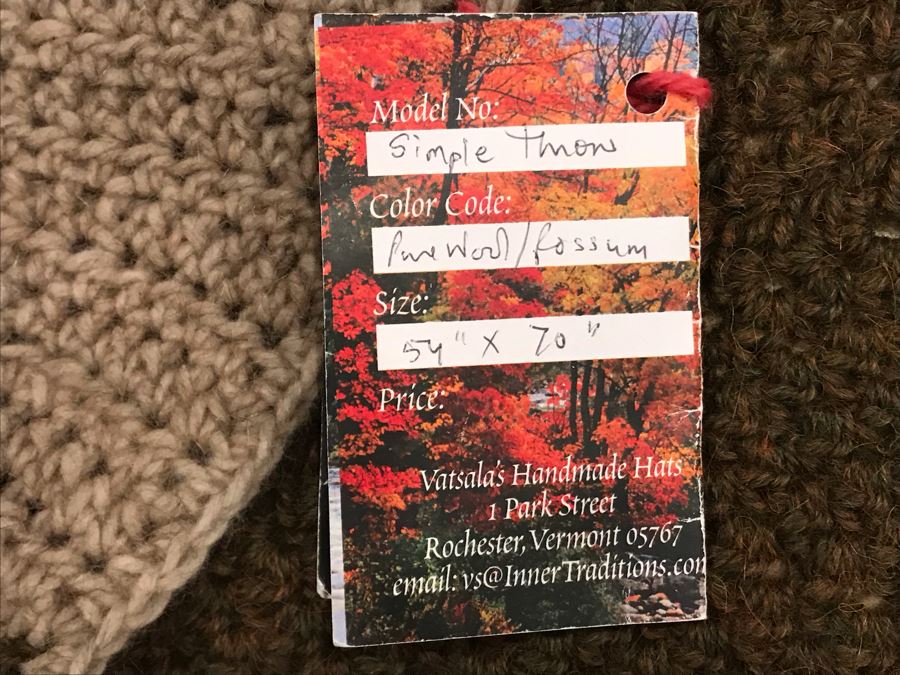 Model No:
Simple Throw
Color Code:
Pure Wool/Possum
Size:
54" X 70"
Price:
Vatsala's Handmade Hats
1 Park Street
Rochester, Vermont 05767
email: vs@InnerTraditions.com